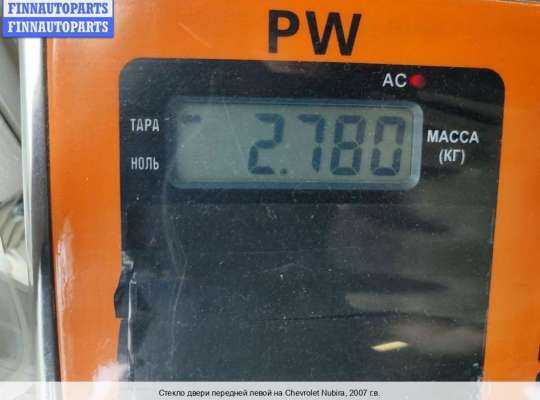 FINNAUTOPARTS
FINNAUTOPARTS
PW
AC
ТАРА
2.780
МАССА
НОЛЬ
(КГ)
Стекло двери передней левой на Chevrolet Nubira, 2007 г.в.